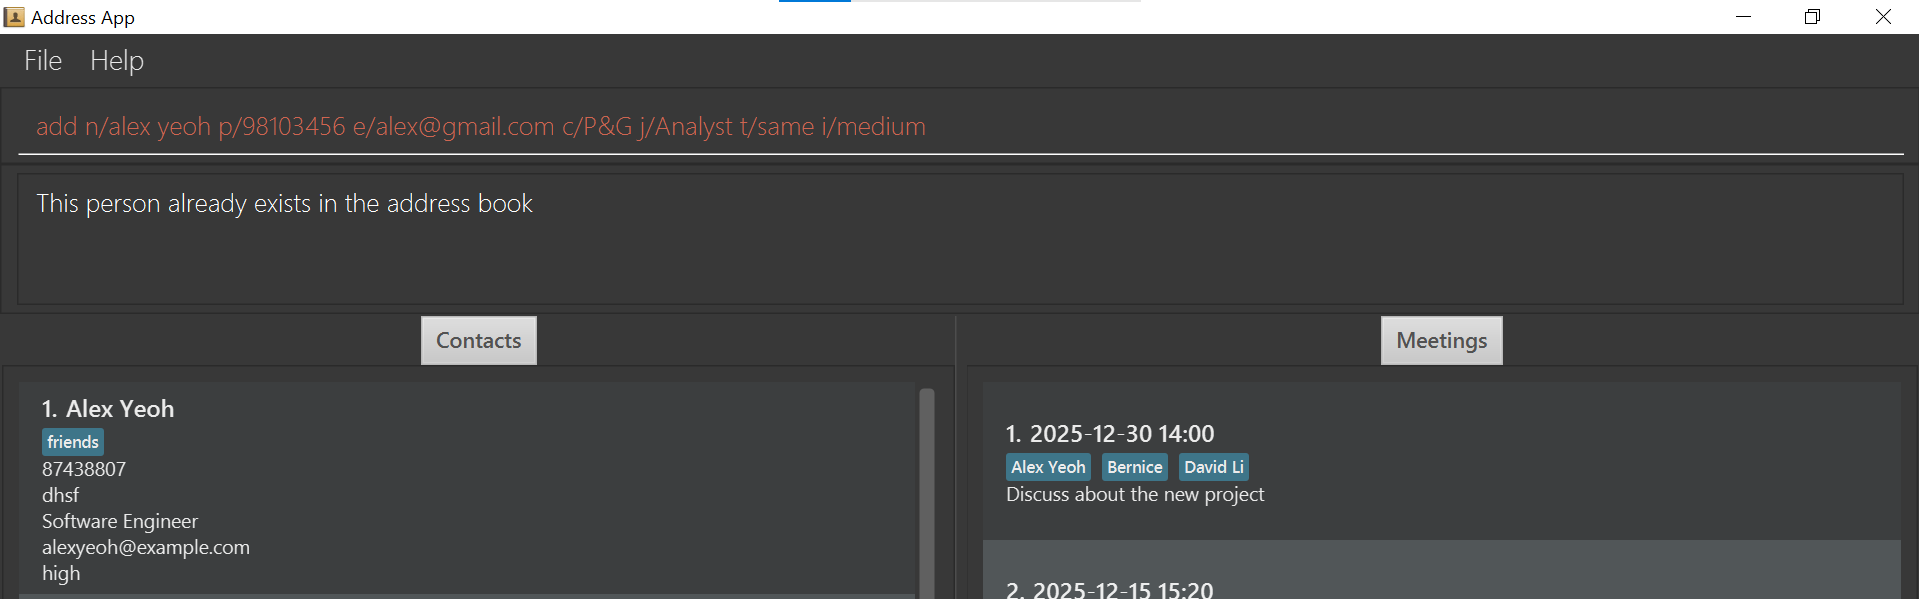 Address App
File Help
add n/alex yeoh p/98103456 e/alex@gmail.com c/P&G j/Analyst t/same i/medium
This person already exists in the address book
Contacts
1. Alex Yeoh
friends
87438807
dhsf
Software Engineer
alexyeoh@example.com
high
Meetings
1. 2025-12-30 14:00
Alex Yeoh Bernice David Li
Discuss about the new project
2. 2025-12-15 15:20